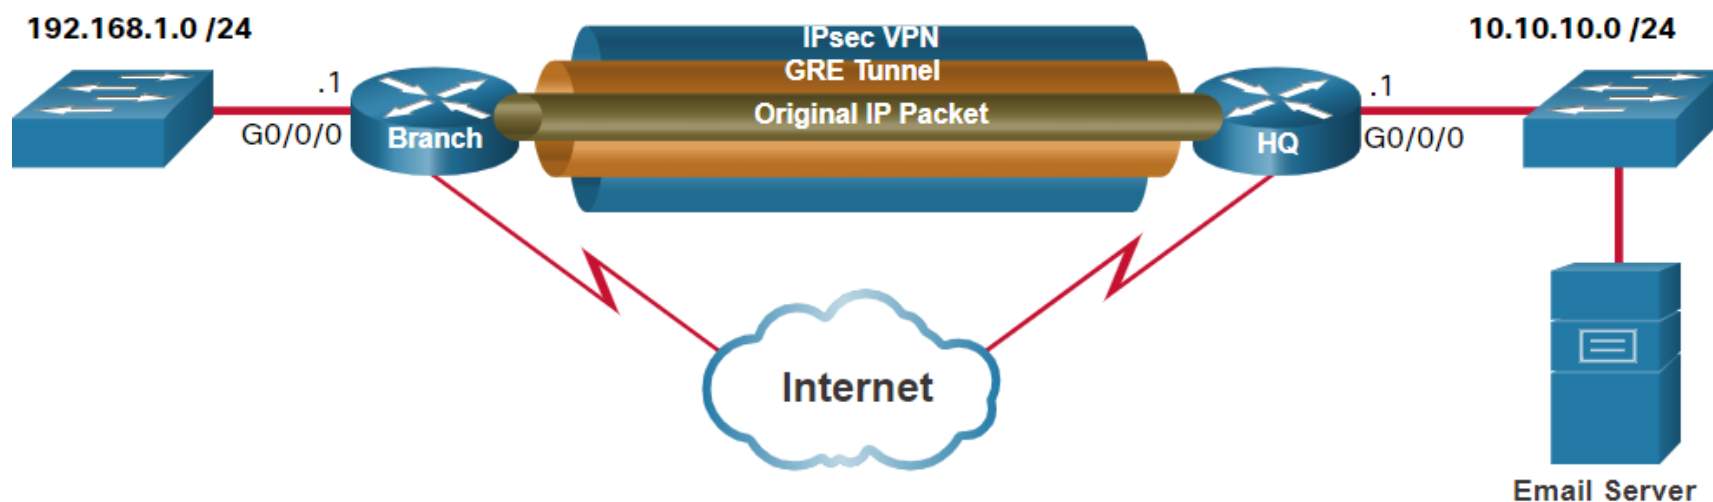 192.168.1.0 /24
IPsec VPN
10.10.10.0 /24
GRE Tunnel
.1
.1
Original IP Packet
G0/0/0
Branch
HQ
G0/0/0
Internet
Email Server